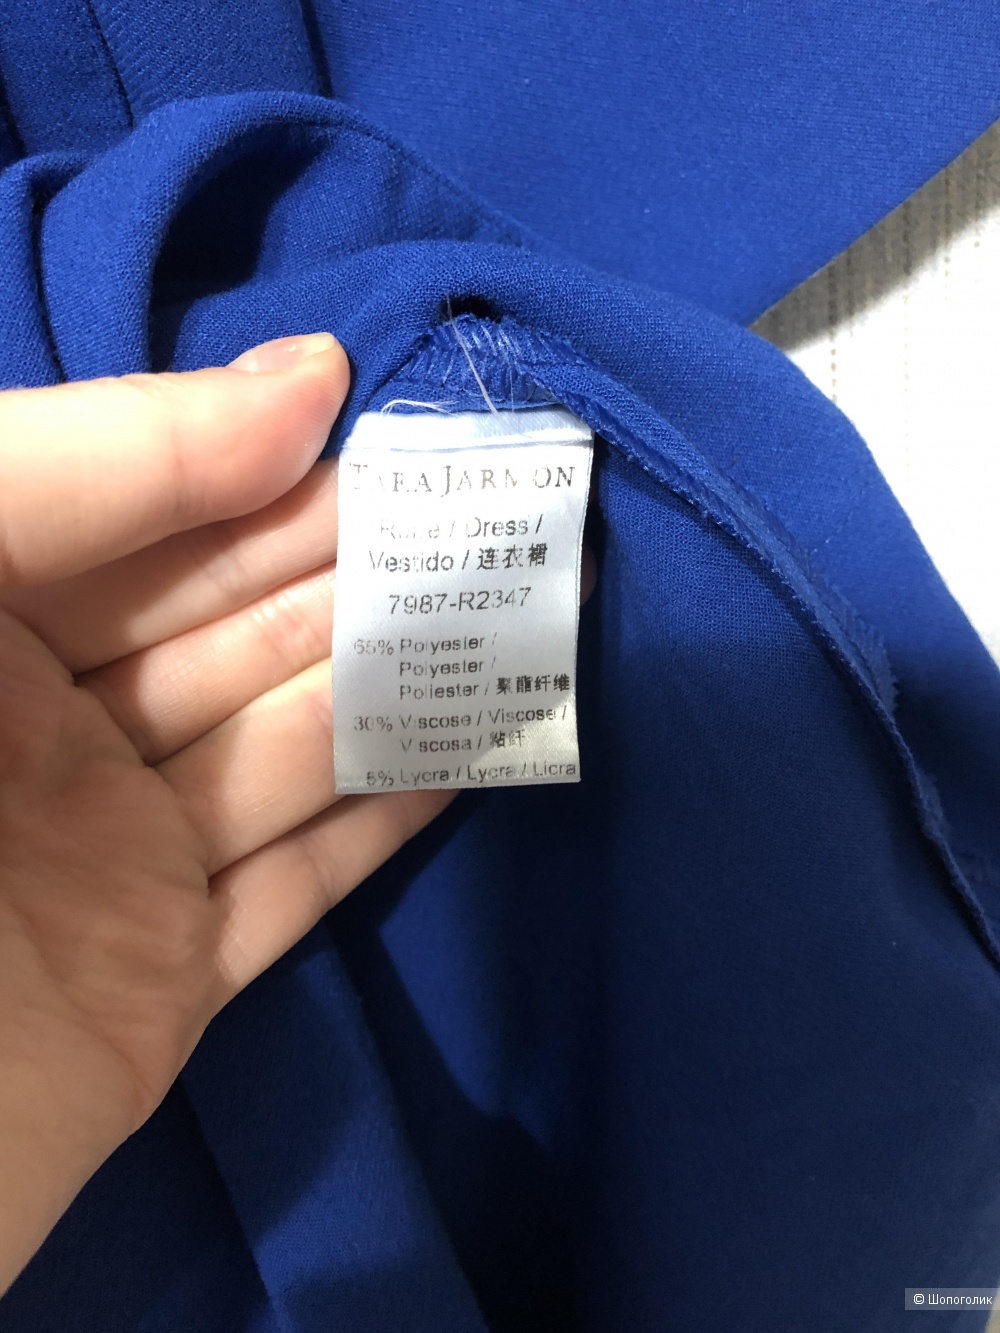 TARA JARMON
Robe / Dress /
Vestido / 连衣裙
7987-R2347
65% Polyester /
Polyester /
Poliester / 聚酯纤维
30% Viscose / Viscose /
Viscosa / 粘纤
5% Lycra / Lycra / Licra
© Шопоголик